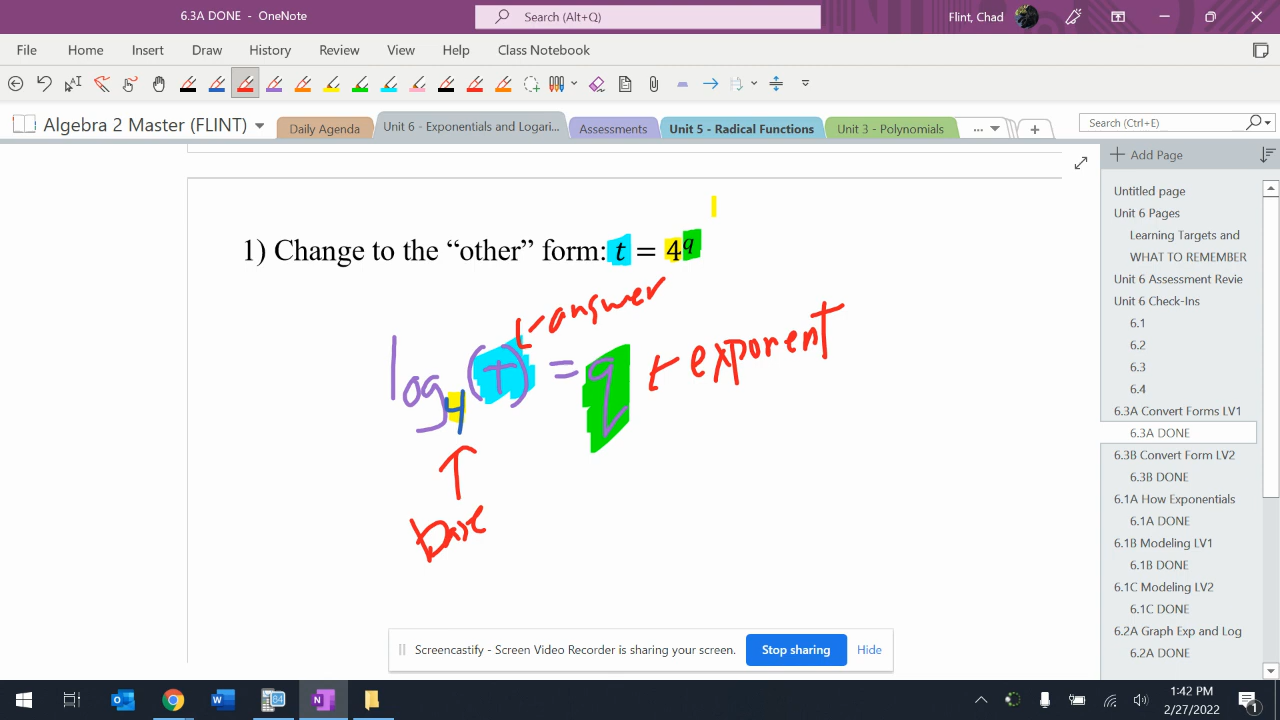 6.3A DONE - OneNote
Search (Alt+Q)
Flint, Chad
File Home Insert Draw History Review View Help Class Notebook
Algebra 2 Master (FLINT)
Daily Agenda
Unit 6 - Exponentials and Logari...
Assessments
Unit 5 - Radical Functions
Unit 3 - Polynomials
...
Search (Ctrl+E)
Add Page
Untitled page
Unit 6 Pages
Learning Targets and
WHAT TO REMEMBER
Unit 6 Assessment Revie
Unit 6 Check-Ins
6.1
6.2
6.3
6.4
6.3A Convert Forms LV1
6.3A DONE
6.3B Convert Form LV2
6.3B DONE
6.1A How Exponentials
6.1A DONE
6.1B Modeling LV1
6.1B DONE
6.1C Modeling LV2
6.1C DONE
6.2A Graph Exp and Log
6.2A DONE
1) Change to the “other” form: t = 4^q
← answer
log₄(t) = q ← exponent
↑
base
Screencastify - Screen Video Recorder is sharing your screen.
Stop sharing
Hide
84
1:42 PM
2/27/2022
1